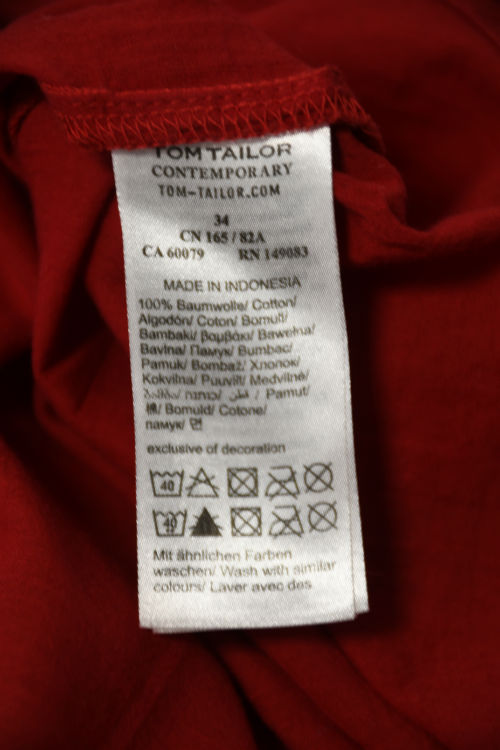 TOM TAILOR
CONTEMPORARY
TOM-TAILOR.COM
34
CN 165 / 82A
CA 60079 RN 149083
MADE IN INDONESIA
100% Baumwolle/ Cotton/
Algodón/ Coton/ Bomull/
Bambaki/ βαμβάκι/ Bawełna/
Bavlna/ Памук/ Bumbac/
Pamuk/ Bombaž/ Хлопок/
Kokvilna/ Puuvill/ Medvilnė/
قطن / Pamut/
棉/ Bomuld/ Cotone/
памук/
exclusive of decoration
40
40
Mit ähnlichen Farben
waschen/ Wash with similar
colours/ Laver avec des